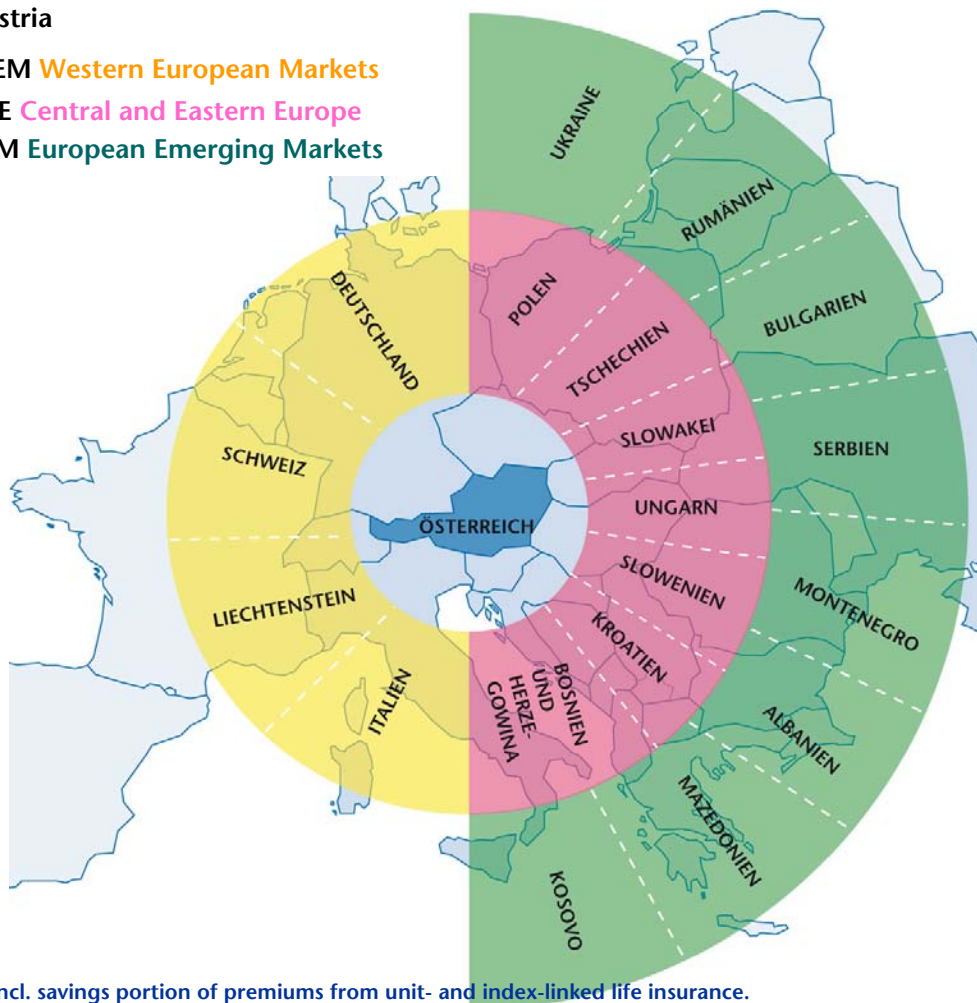 stria
EM Western European Markets
E Central and Eastern Europe
M European Emerging Markets
UKRAINE
RUMÄNIEN
BULGARIEN
SERBIEN
MONTENEGRO
ALBANIEN
MAZEDONIEN
KOSOVO
POLEN
TSCHECHIEN
SLOWAKEI
UNGARN
SLOWENIEN
KROATIEN
BOSNIEN
UND
HERZE-
GOWINA
DEUTSCHLAND
SCHWEIZ
LIECHTENSTEIN
ITALIEN
ÖSTERREICH
ncl. savings portion of premiums from unit- and index-linked life insurance.